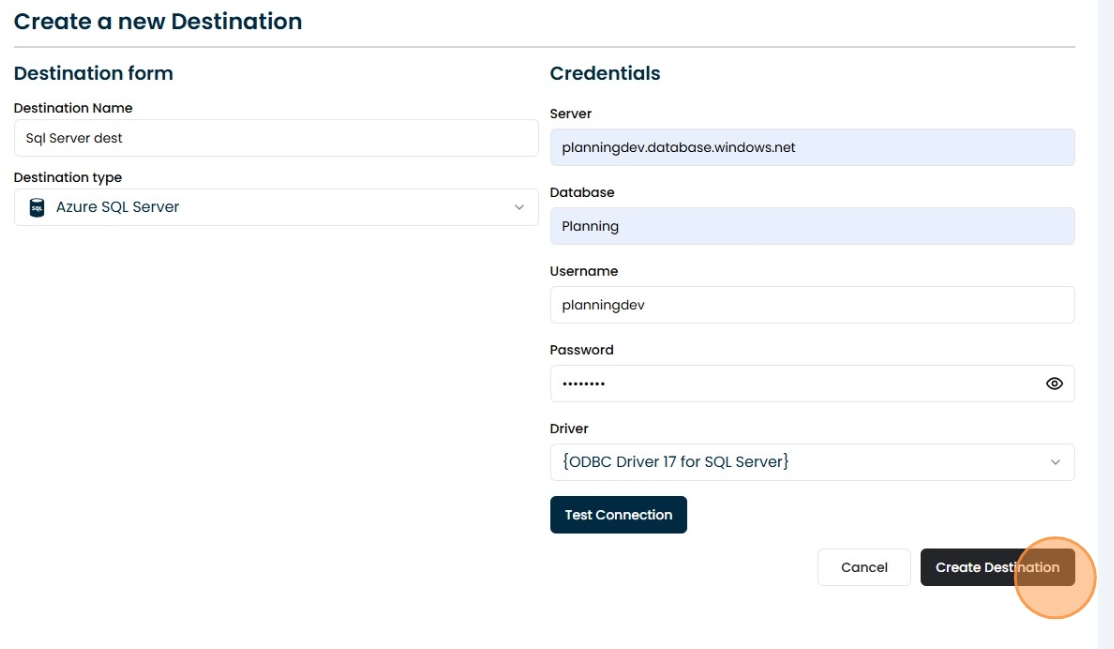 Create a new Destination
Destination form
Destination Name
Sql Server dest
Destination type
SQL
Azure SQL Server
Credentials
Server
planningdev.database.windows.net
Database
Planning
Username
planningdev
Password
••••••••
Driver
{ODBC Driver 17 for SQL Server}
Test Connection
Cancel
Create Destination